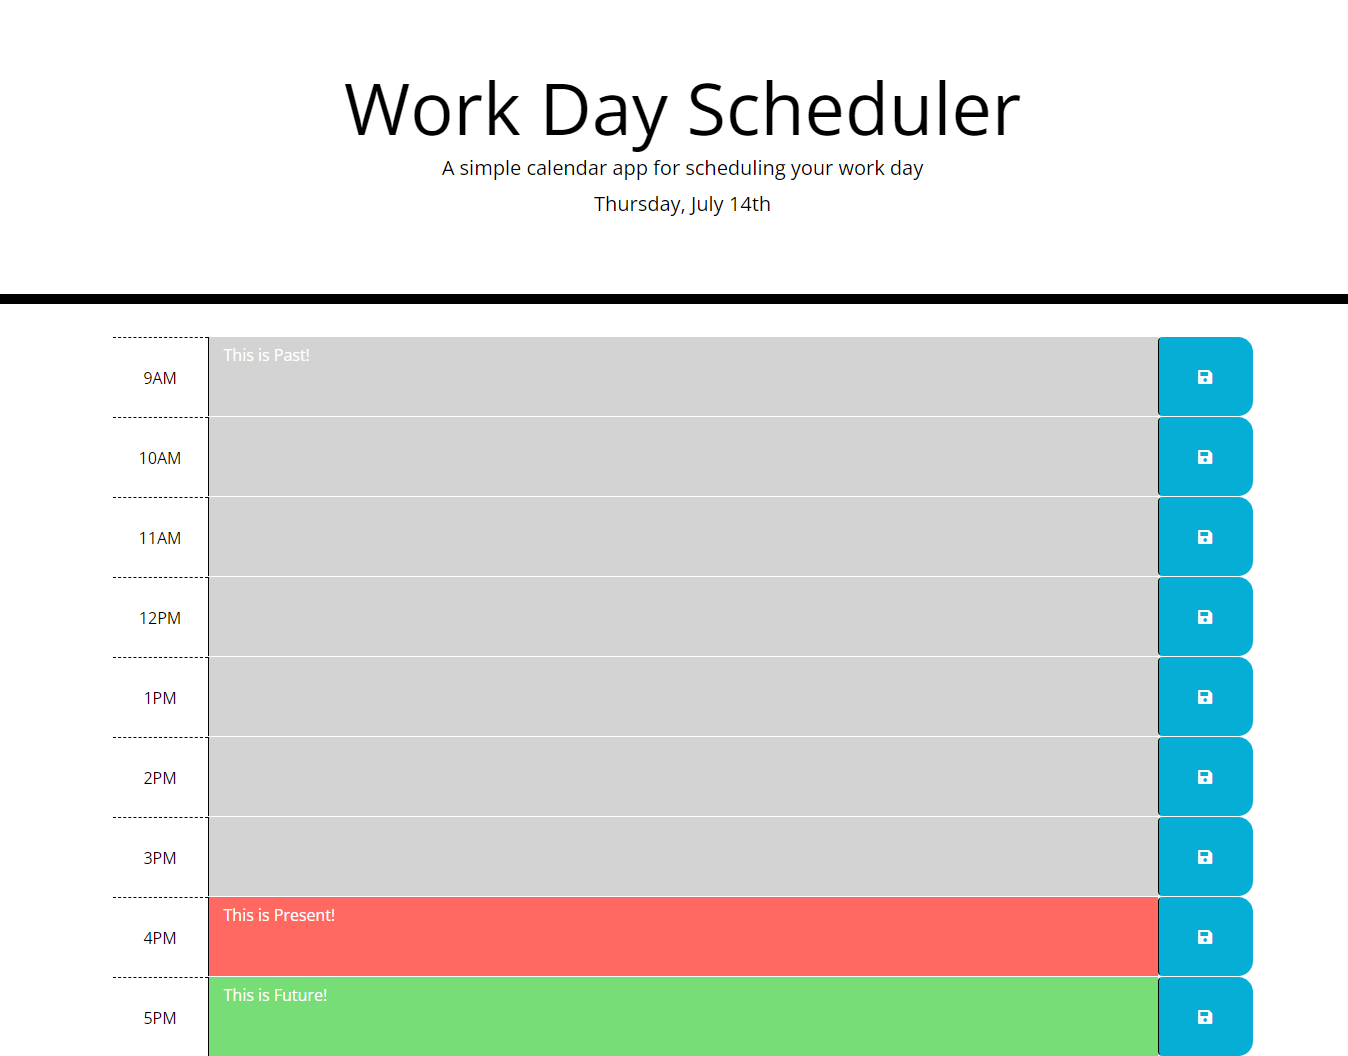 Work Day Scheduler
A simple calendar app for scheduling your work day
Thursday, July 14th
This is Past!
9AM
10AM
11AM
12PM
1PM
2PM
3PM
This is Present!
4PM
This is Future!
5PM